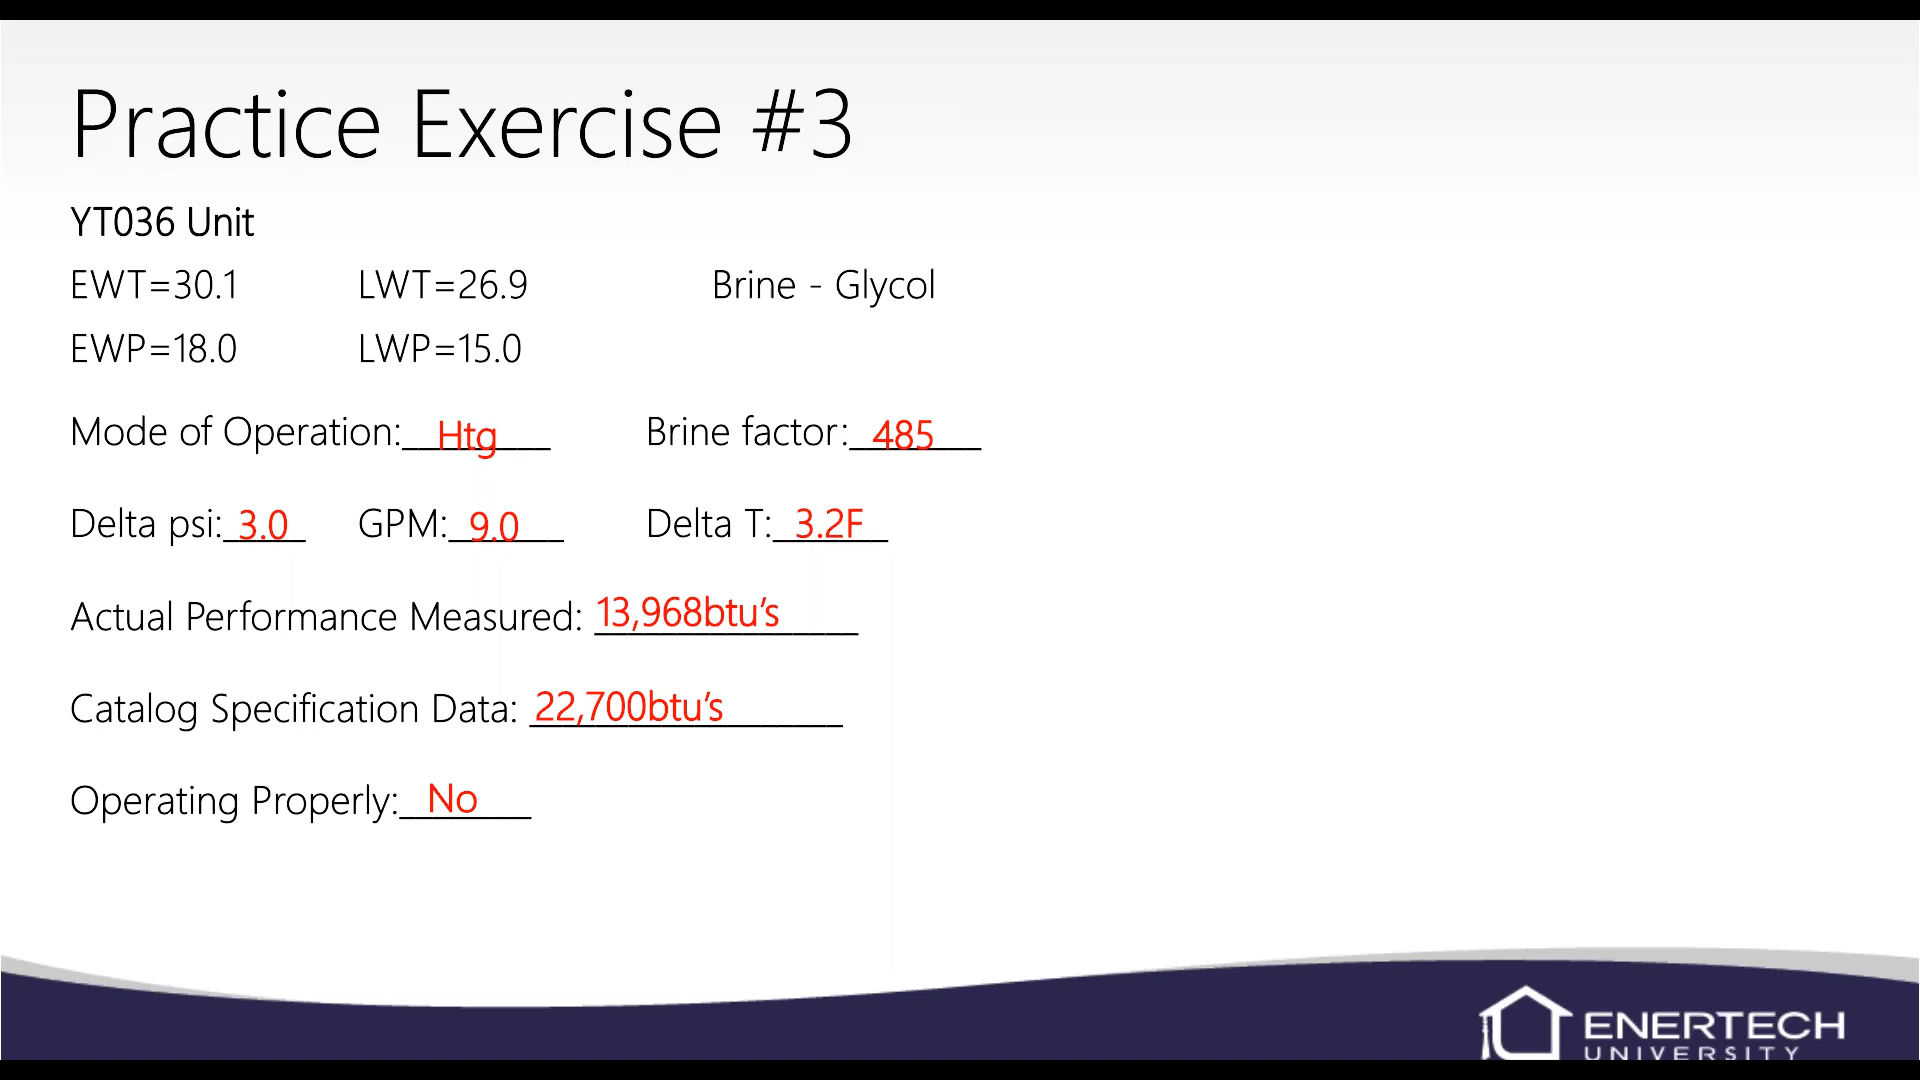 Practice Exercise #3
YT036 Unit
EWT=30.1 LWT=26.9 Brine - Glycol
EWP=18.0 LWP=15.0
Mode of Operation: Htg Brine factor: 485
Delta psi: 3.0 GPM: 9.0 Delta T: 3.2F
Actual Performance Measured: 13,968btu’s
Catalog Specification Data: 22,700btu’s
Operating Properly: No
ENERTECH
UNIVERSITY